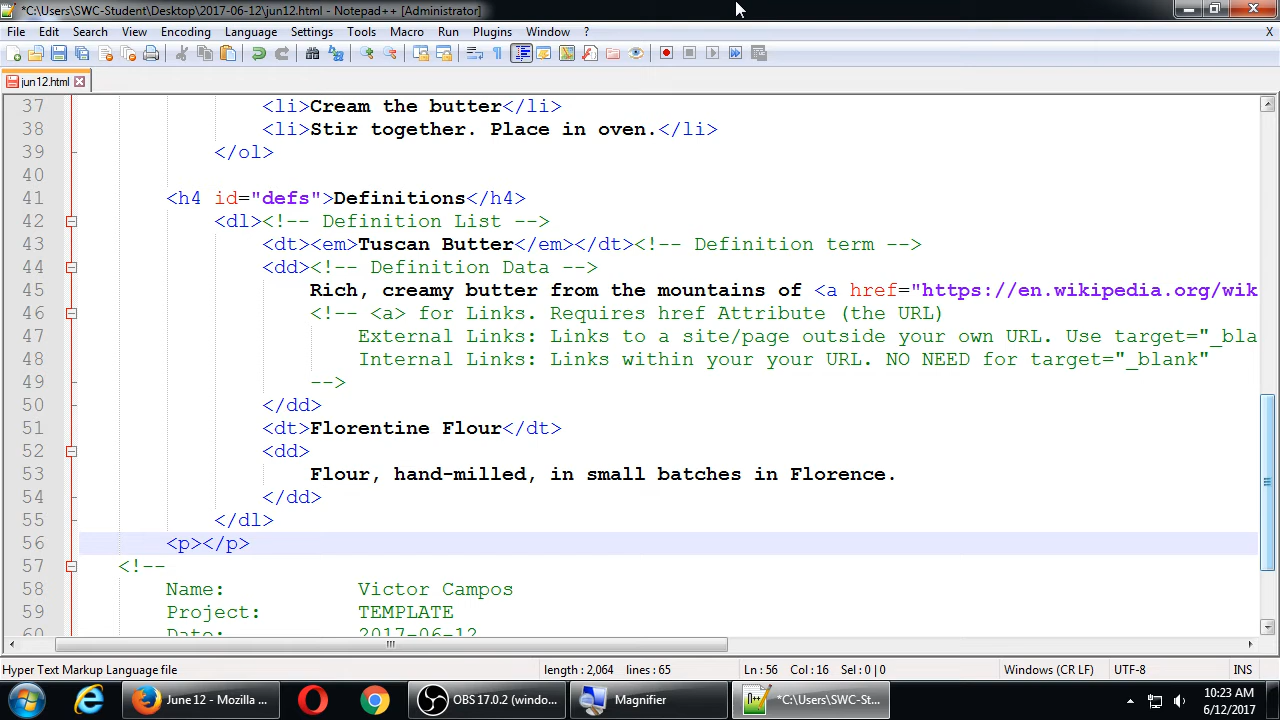 *C:\Users\SWC-Student\Desktop\2017-06-12\jun12.html - Notepad++ [Administrator]
File Edit Search View Encoding Language Settings Tools Macro Run Plugins Window ? X
jun12.html
37 <li>Cream the butter</li>
38 <li>Stir together. Place in oven.</li>
39 </ol>
40
41 <h4 id="defs">Definitions</h4>
42 <dl><!-- Definition List -->
43 <dt><em>Tuscan Butter</em></dt><!-- Definition term -->
44 <dd><!-- Definition Data -->
45 Rich, creamy butter from the mountains of <a href="https://en.wikipedia.org/wik
46 <!-- <a> for Links. Requires href Attribute (the URL)
47 External Links: Links to a site/page outside your own URL. Use target="_bla
48 Internal Links: Links within your your URL. NO NEED for target="_blank"
49 -->
50 </dd>
51 <dt>Florentine Flour</dt>
52 <dd>
53 Flour, hand-milled, in small batches in Florence.
54 </dd>
55 </dl>
56 <p></p>
57 <!--
58 Name: Victor Campos
59 Project: TEMPLATE
60 Date: 2017-06-12
Hyper Text Markup Language file length : 2,064 lines : 65 Ln : 56 Col : 16 Sel : 0 | 0 Windows (CR LF) UTF-8 INS
June 12 - Mozilla ... OBS 17.0.2 (windo... Magnifier *C:\Users\SWC-St... 10:23 AM
6/12/2017